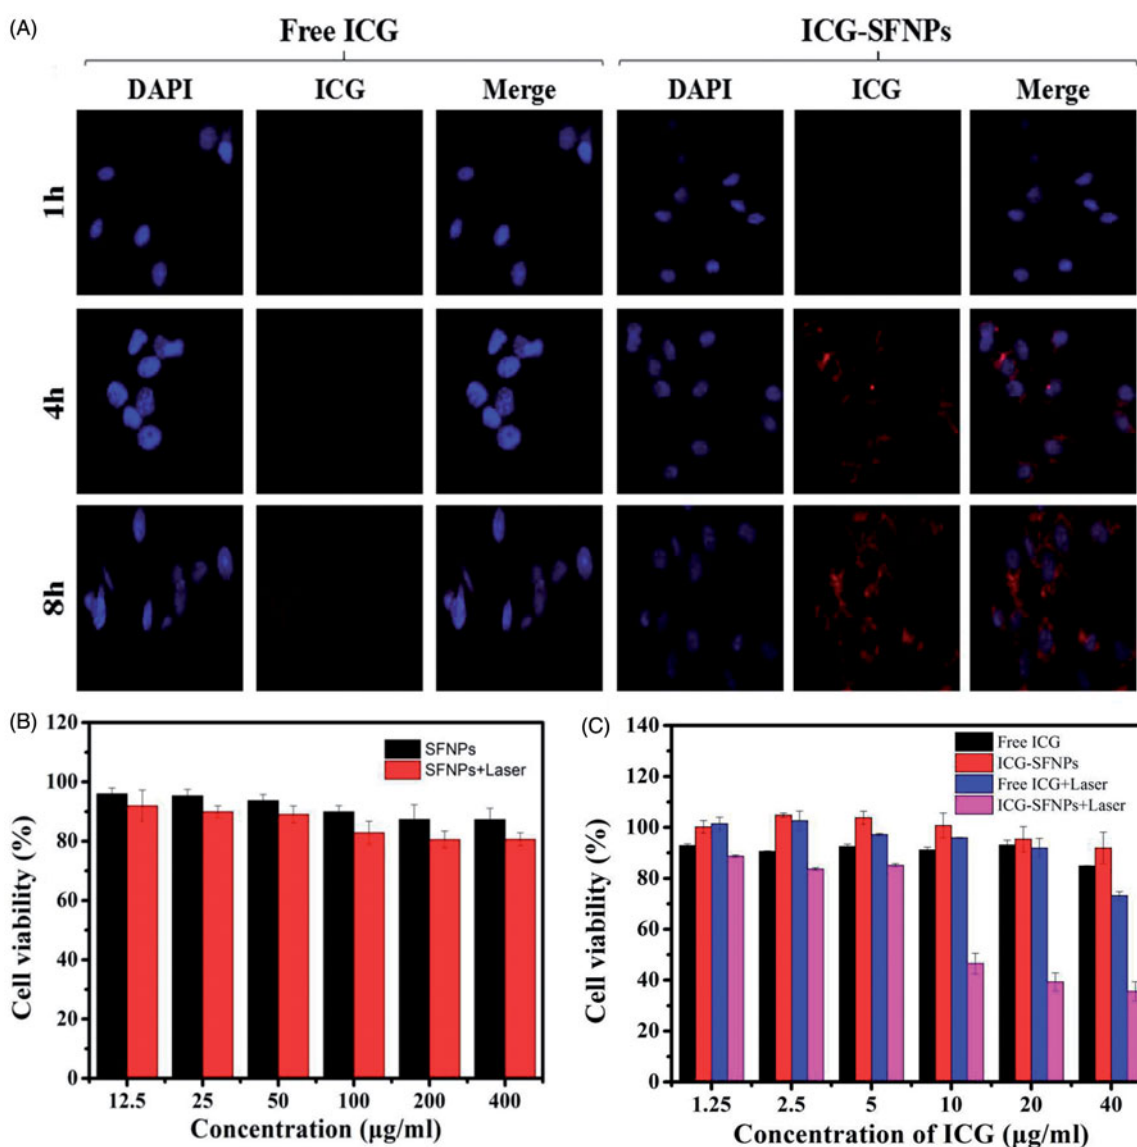 (A)
Free ICG
ICG-SFNPs
DAPI ICG Merge DAPI ICG Merge
1h
4h
8h
(B)
120
100
80
60
40
20
0
Cell viability (%)
SFNPs
SFNPs+Laser
12.5 25 50 100 200 400
Concentration (μg/ml)
(C)
140
120
100
80
60
40
20
0
Cell viability (%)
Free ICG
ICG-SFNPs
Free ICG+Laser
ICG-SFNPs+Laser
1.25 2.5 5 10 20 40
Concentration of ICG (μg/ml)